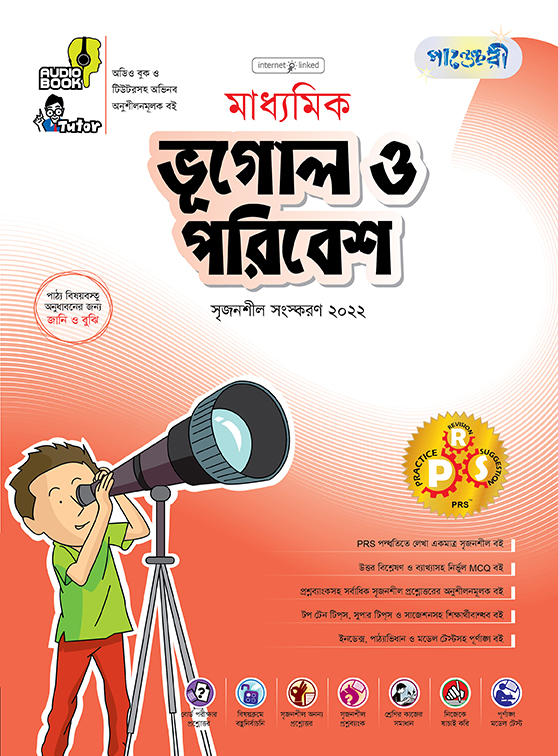 AUDIO
BOOK
Tutor
অডিও বুক ও
টিউটরসহ অভিনব
অনুশীলনমূলক বই
internet linked
পাঞ্জেরী
মাধ্যমিক
ভূগোল ও
পরিবেশ
সৃজনশীল সংস্করণ ২০২২
পাঠ্য বিষয়বস্তু
অনুধাবনের জন্য
জানি ও বুঝি
PRACTICE
REVISION
SUGGESTION
P R S
PRS
PRS পদ্ধতিতে লেখা একমাত্র সৃজনশীল বই
উত্তর বিশ্লেষণ ও ব্যাখ্যাসহ নির্ভুল MCQ বই
প্রশ্নব্যাংকসহ সর্বাধিক সৃজনশীল প্রশ্নোত্তরের অনুশীলনমূলক বই
টপ টেন টিপস, সুপার টিপস ও সাজেশনসহ শিক্ষার্থীবান্ধব বই
ইনডেক্স, পাঠ্যাভিধান ও মডেল টেস্টসহ পূর্ণাঙ্গ বই
বোর্ড পরীক্ষার
প্রশ্নোত্তর
বিষয়ক্রমে
বহুনির্বাচনি
সৃজনশীল অনন্য
প্রশ্নোত্তর
সৃজনশীল
প্রশ্নব্যাংক
শ্রেণির কাজের
সমাধান
নিজেকে
যাচাই করি
পূর্ণাঙ্গ
মডেল টেস্ট